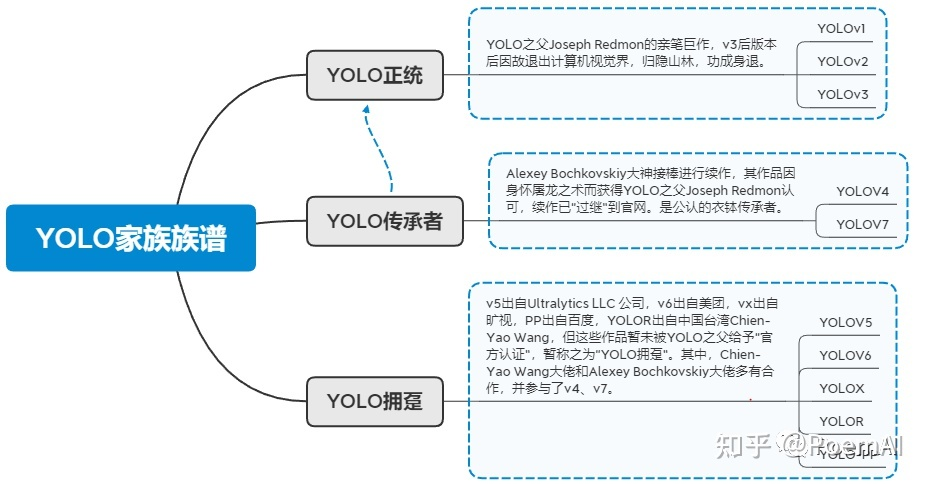 YOLO家族族谱
YOLO正统
YOLO之父Joseph Redmon的亲笔巨作，v3后版本
后因故退出计算机视觉界，归隐山林，功成身退。
YOLOv1
YOLOv2
YOLOv3
YOLO传承者
Alexey Bochkovskiy大神接棒进行续作，其作品因
身怀屠龙之术而获得YOLO之父Joseph Redmon认
可，续作已"过继"到官网。是公认的衣钵传承者。
YOLOV4
YOLOV7
YOLO拥趸
v5出自Ultralytics LLC 公司，v6出自美团，vx出自
旷视，PP出自百度，YOLOR出自中国台湾Chien-
Yao Wang，但这些作品暂未被YOLO之父给予"官
方认证"，暂称之为"YOLO拥趸"。其中，Chien-
Yao Wang大佬和Alexey Bochkovskiy大佬多有合
作，并参与了v4、v7。
YOLOV5
YOLOV6
YOLOX
YOLOR
知乎 @PoemAI